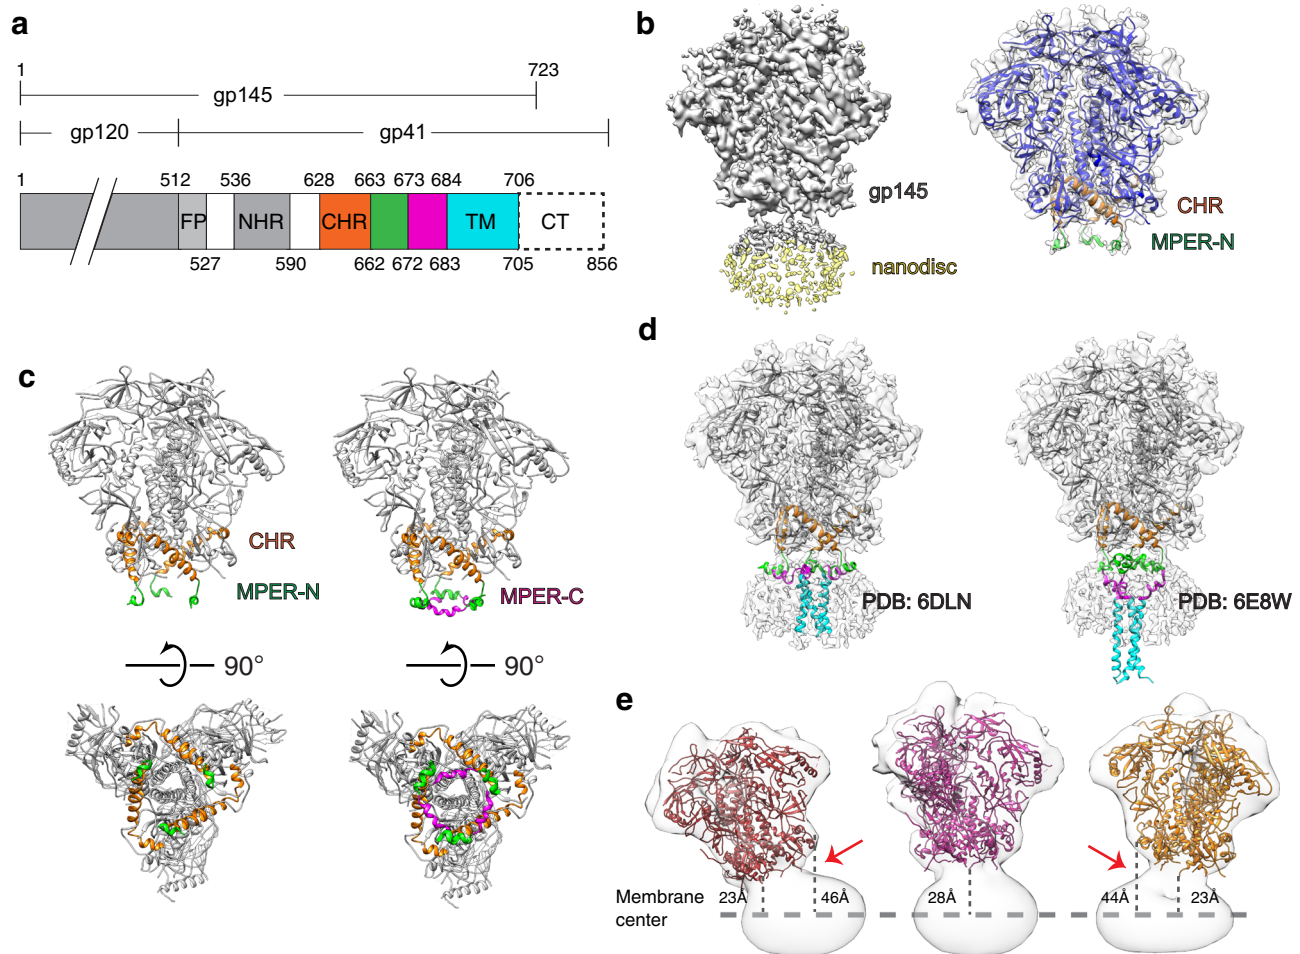 a
1
723
gp145
gp120
gp41
1
512
536
628
663
673
684
706
FP
NHR
CHR
TM
CT
527
590
662
672
683
705
856
b
gp145
nanodisc
CHR
MPER-N
c
CHR
MPER-N
MPER-C
90°
90°
d
PDB: 6DLN
PDB: 6E8W
e
Membrane
center
23Å
46Å
28Å
44Å
23Å